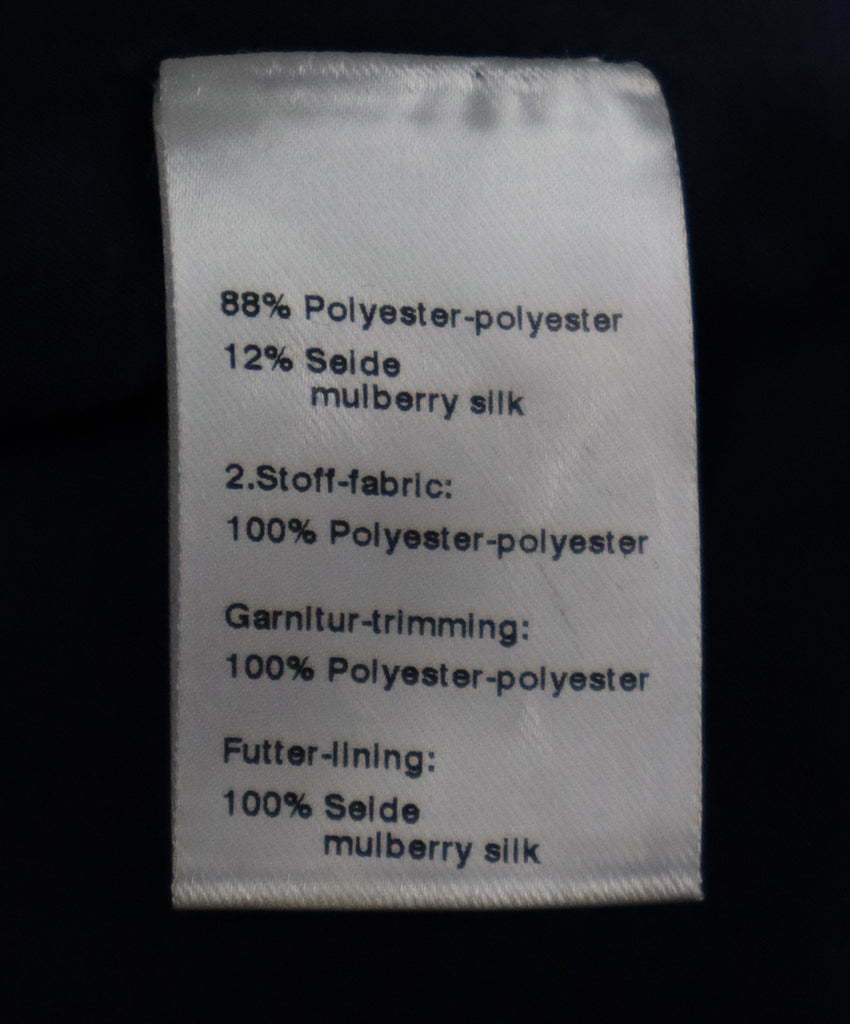 88% Polyester-polyester
12% Seide
mulberry silk
2.Stoff-fabric:
100% Polyester-polyester
Garnitur-trimming:
100% Polyester-polyester
Futter-lining:
100% Seide
mulberry silk